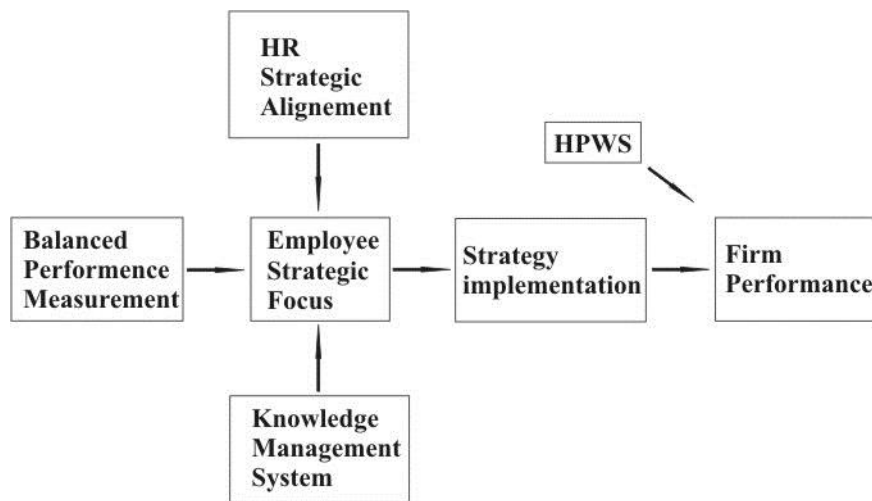 HR
Strategic
Alignement
HPWS
Balanced
Performence
Measurement
Employee
Strategic
Focus
Strategy
implementation
Firm
Performance
Knowledge
Management
System